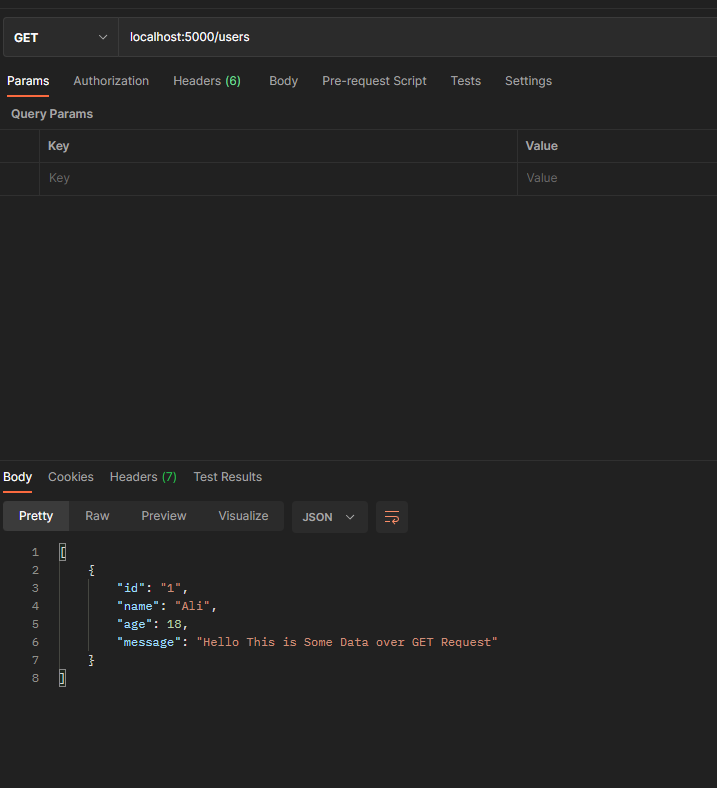 GET localhost:5000/users
Params Authorization Headers (6) Body Pre-request Script Tests Settings
Query Params
Key Value
Key Value
Body Cookies Headers (7) Test Results
Pretty Raw Preview Visualize JSON
1 [
2 {
3 "id": "1",
4 "name": "Ali",
5 "age": 18,
6 "message": "Hello This is Some Data over GET Request"
7 }
8 ]